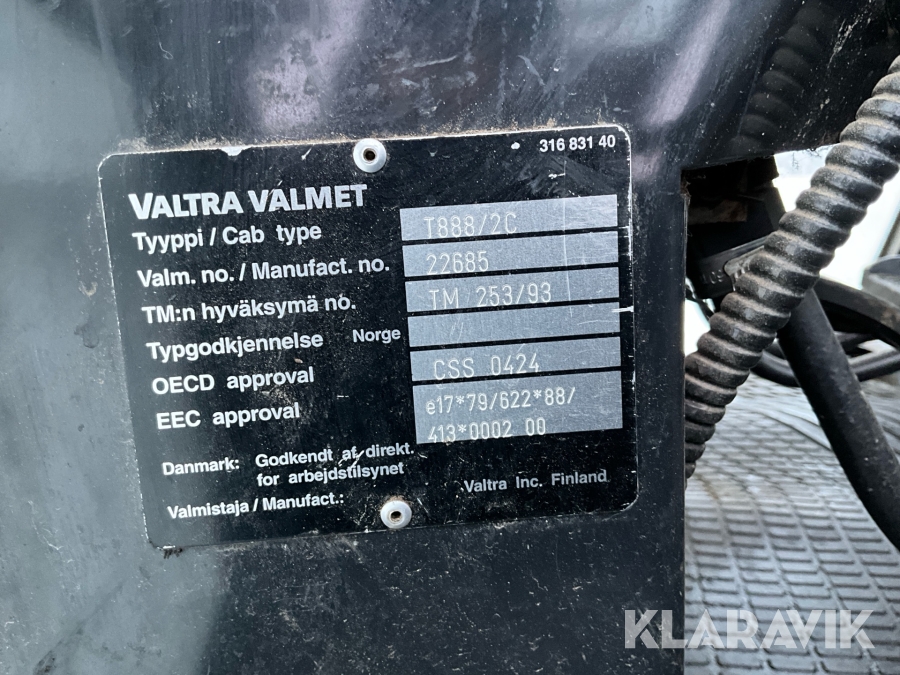 316 831 40
VALTRA VALMET
Tyyppi / Cab type T888/2C
Valm. no. / Manufact. no. 22685
TM:n hyväksymä no. TM 253/93
Typgodkjennelse Norge //
OECD approval CSS 0424
EEC approval e17*79/622*88/
413*0002 00
Danmark: Godkendt af direkt.
for arbejdstilsynet
Valmistaja / Manufact.: Valtra Inc. Finland
KLARAVIK